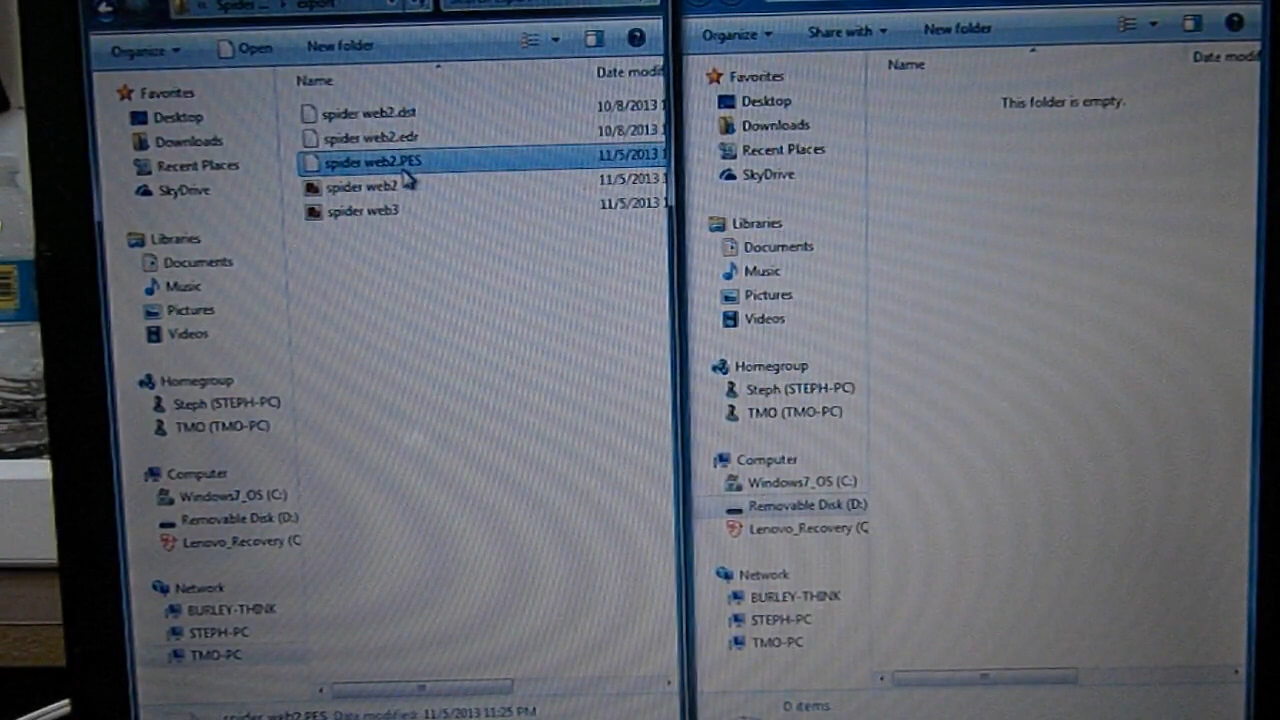 Spider ... export
Organize Open New folder
Name Date modif
Favorites
Desktop
Downloads
Recent Places
SkyDrive
Libraries
Documents
Music
Pictures
Videos
Homegroup
Steph (STEPH-PC)
TMO (TMO-PC)
Computer
Windows7_OS (C:)
Removable Disk (D:)
Lenovo_Recovery (C
Network
BURLEY-THINK
STEPH-PC
TMO-PC
spider web2.dst 10/8/2013 1
spider web2.edr 10/8/2013 1
spider web2.PES 11/5/2013 1
spider web2 11/5/2013 1
spider web3 11/5/2013 1
spider web2.PES Date modified: 11/5/2013 11:25 PM
Organize Share with New folder
Name Date modif
This folder is empty.
Favorites
Desktop
Downloads
Recent Places
SkyDrive
Libraries
Documents
Music
Pictures
Videos
Homegroup
Steph (STEPH-PC)
TMO (TMO-PC)
Computer
Windows7_OS (C:)
Removable Disk (D:)
Lenovo_Recovery (C
Network
BURLEY-THINK
STEPH-PC
TMO-PC
0 items